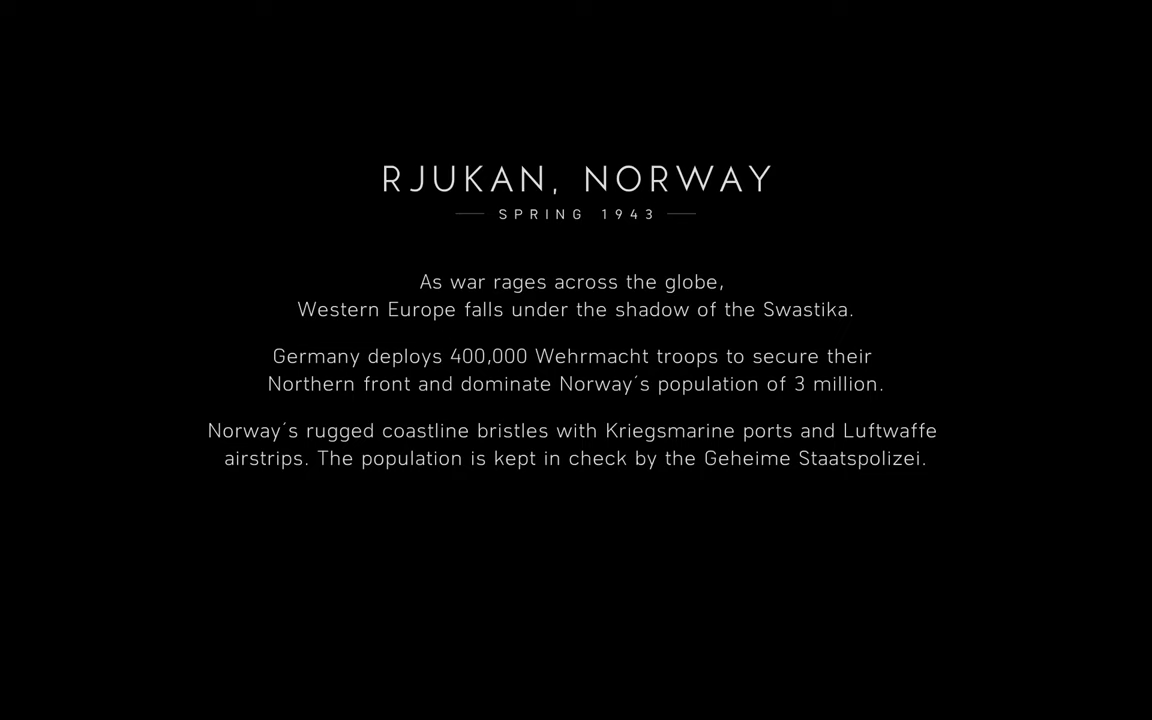 RJUKAN, NORWAY
SPRING 1943
As war rages across the globe,
Western Europe falls under the shadow of the Swastika.
Germany deploys 400,000 Wehrmacht troops to secure their
Northern front and dominate Norway´s population of 3 million.
Norway´s rugged coastline bristles with Kriegsmarine ports and Luftwaffe
airstrips. The population is kept in check by the Geheime Staatspolizei.